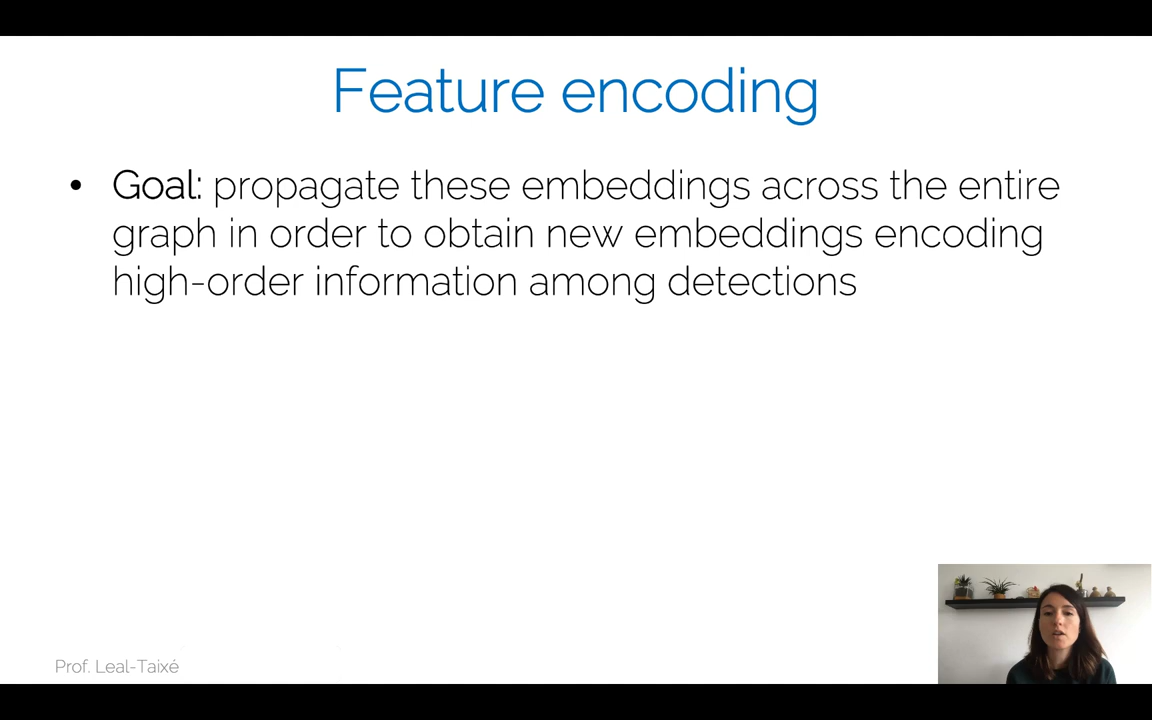 Feature encoding
• Goal: propagate these embeddings across the entire
graph in order to obtain new embeddings encoding
high-order information among detections
Prof. Leal-Taixé